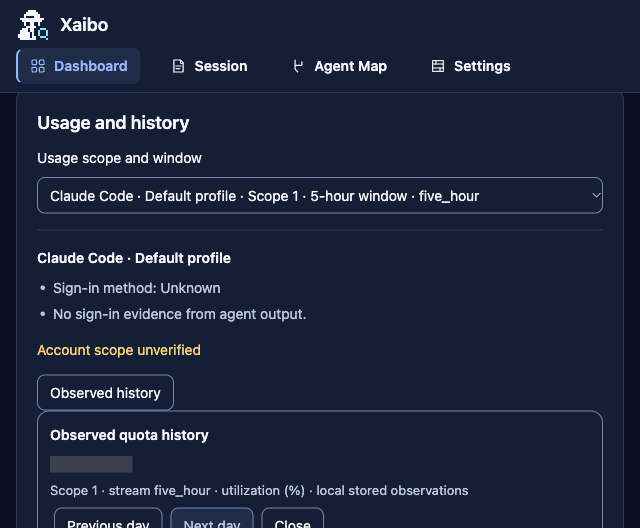 Xaibo
Dashboard Session Agent Map Settings
Usage and history
Usage scope and window
Claude Code · Default profile · Scope 1 · 5-hour window · five_hour
Claude Code · Default profile
• Sign-in method: Unknown
• No sign-in evidence from agent output.
Account scope unverified
Observed history
Observed quota history
Scope 1 · stream five_hour · utilization (%) · local stored observations
Previous day Next day Close